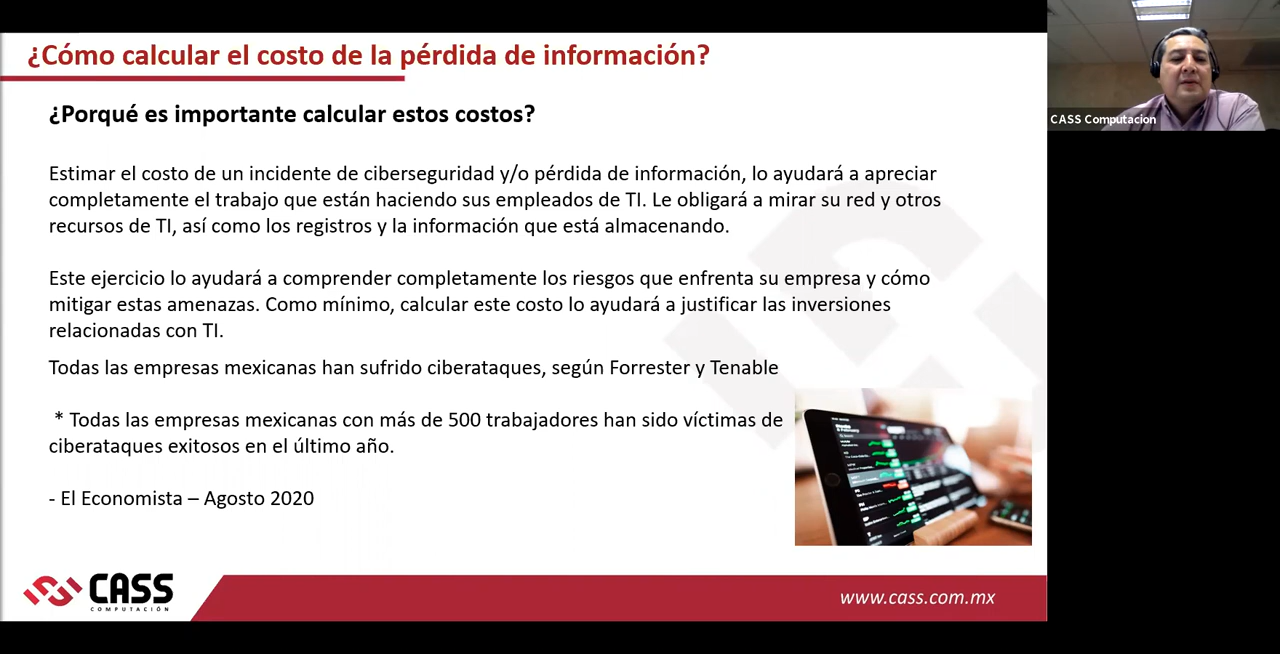 ¿Cómo calcular el costo de la pérdida de información?
¿Porqué es importante calcular estos costos?
Estimar el costo de un incidente de ciberseguridad y/o pérdida de información, lo ayudará a apreciar
completamente el trabajo que están haciendo sus empleados de TI. Le obligará a mirar su red y otros
recursos de TI, así como los registros y la información que está almacenando.
Este ejercicio lo ayudará a comprender completamente los riesgos que enfrenta su empresa y cómo
mitigar estas amenazas. Como mínimo, calcular este costo lo ayudará a justificar las inversiones
relacionadas con TI.
Todas las empresas mexicanas han sufrido ciberataques, según Forrester y Tenable
* Todas las empresas mexicanas con más de 500 trabajadores han sido víctimas de
ciberataques exitosos en el último año.
- El Economista – Agosto 2020
CASS
COMPUTACIÓN
www.cass.com.mx
CASS Computacion